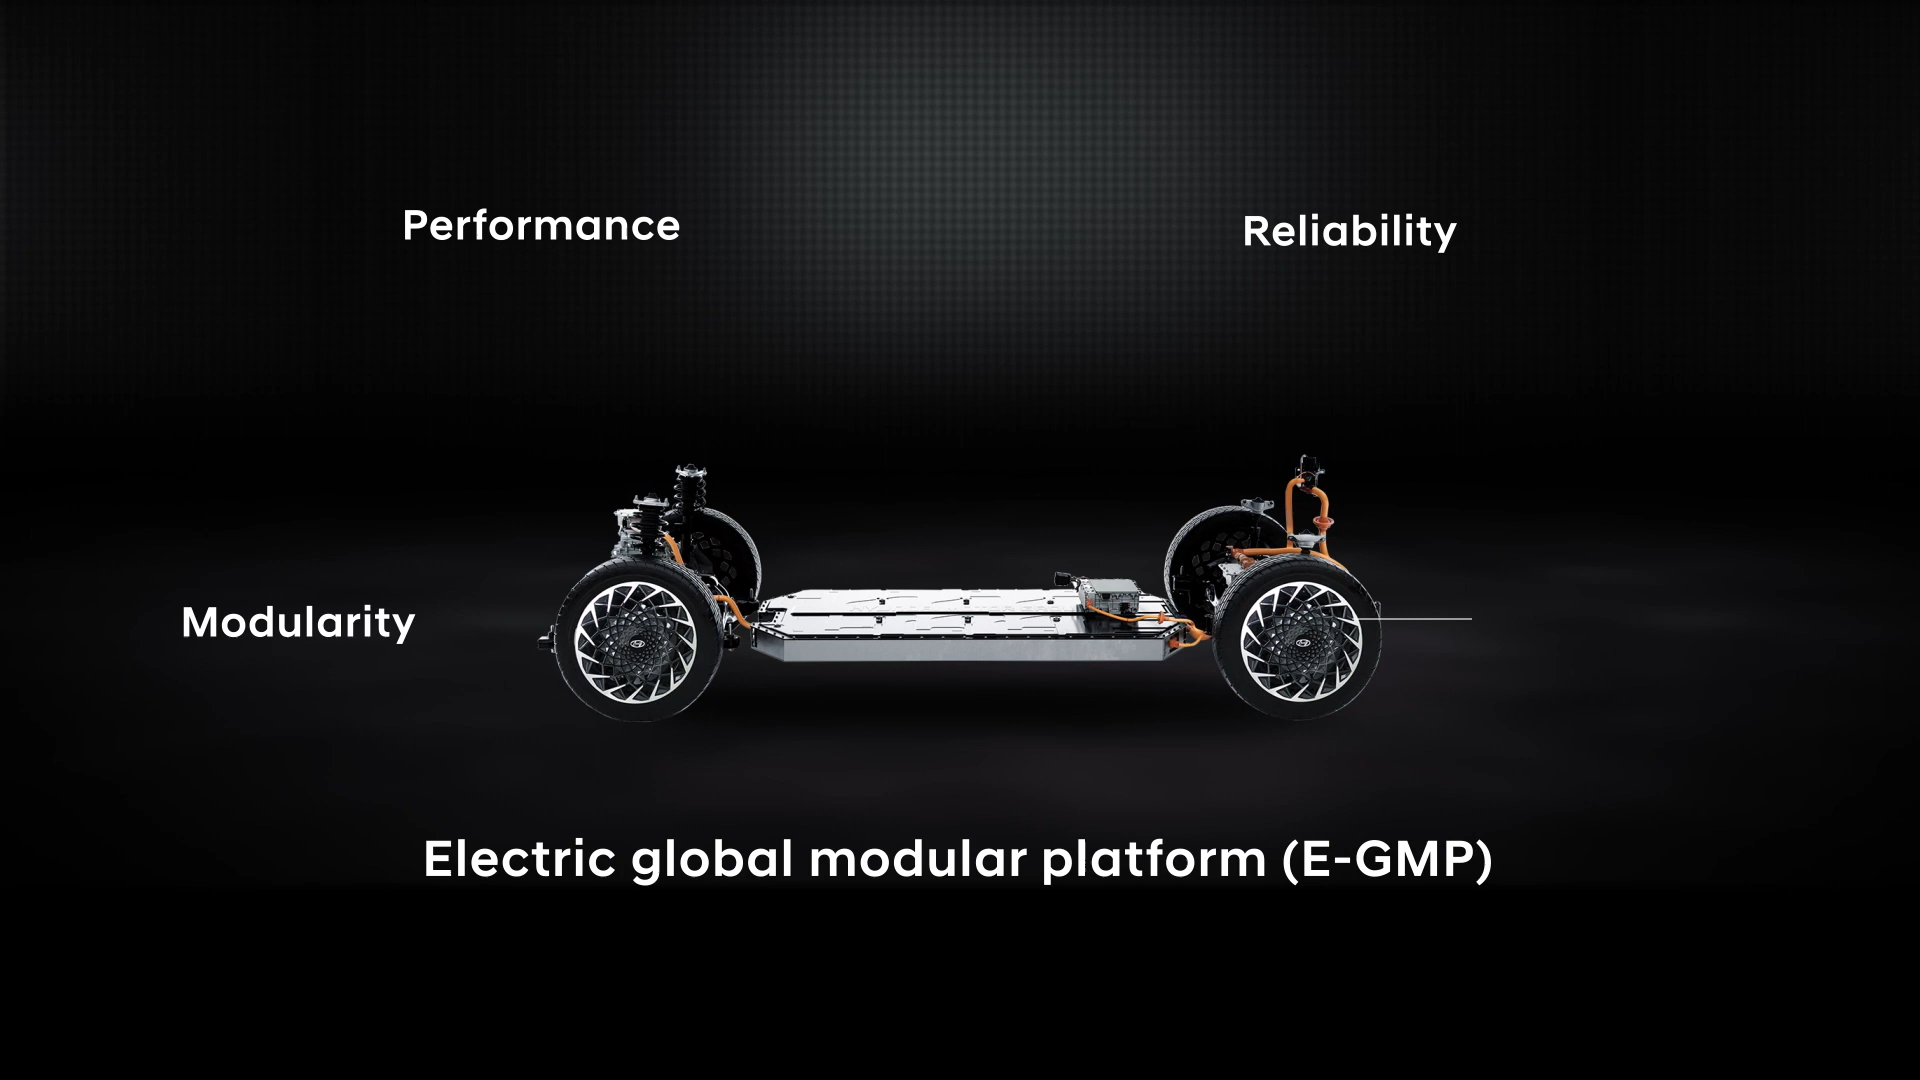 Performance
Reliability
Modularity
Electric global modular platform (E-GMP)